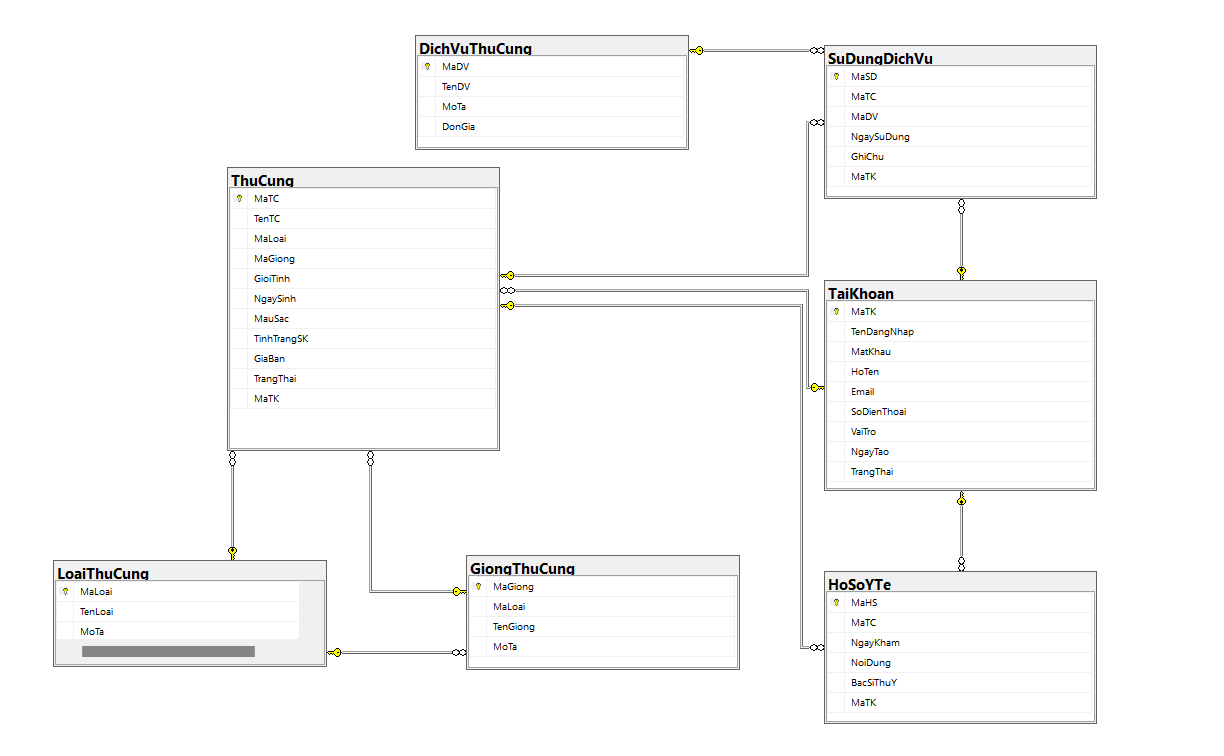 DichVuThuCung
MaDV
TenDV
MoTa
DonGia
SuDungDichVu
MaSD
MaTC
MaDV
NgaySuDung
GhiChu
MaTK
ThuCung
MaTC
TenTC
MaLoai
MaGiong
GioiTinh
NgaySinh
MauSac
TinhTrangSK
GiaBan
TrangThai
MaTK
TaiKhoan
MaTK
TenDangNhap
MatKhau
HoTen
Email
SoDienThoai
VaiTro
NgayTao
TrangThai
LoaiThuCung
MaLoai
TenLoai
MoTa
GiongThuCung
MaGiong
MaLoai
TenGiong
MoTa
HoSoYTe
MaHS
MaTC
NgayKham
NoiDung
BacSiThuY
MaTK